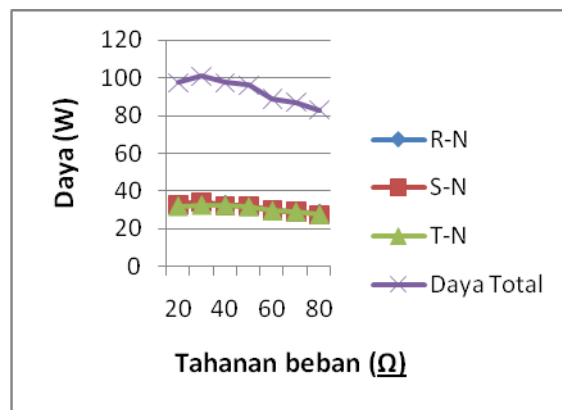 120
100
80
60
40
20
0
Daya (W)
20 40 60 80
Tahanan beban (Ω)
R-N
S-N
T-N
Daya Total